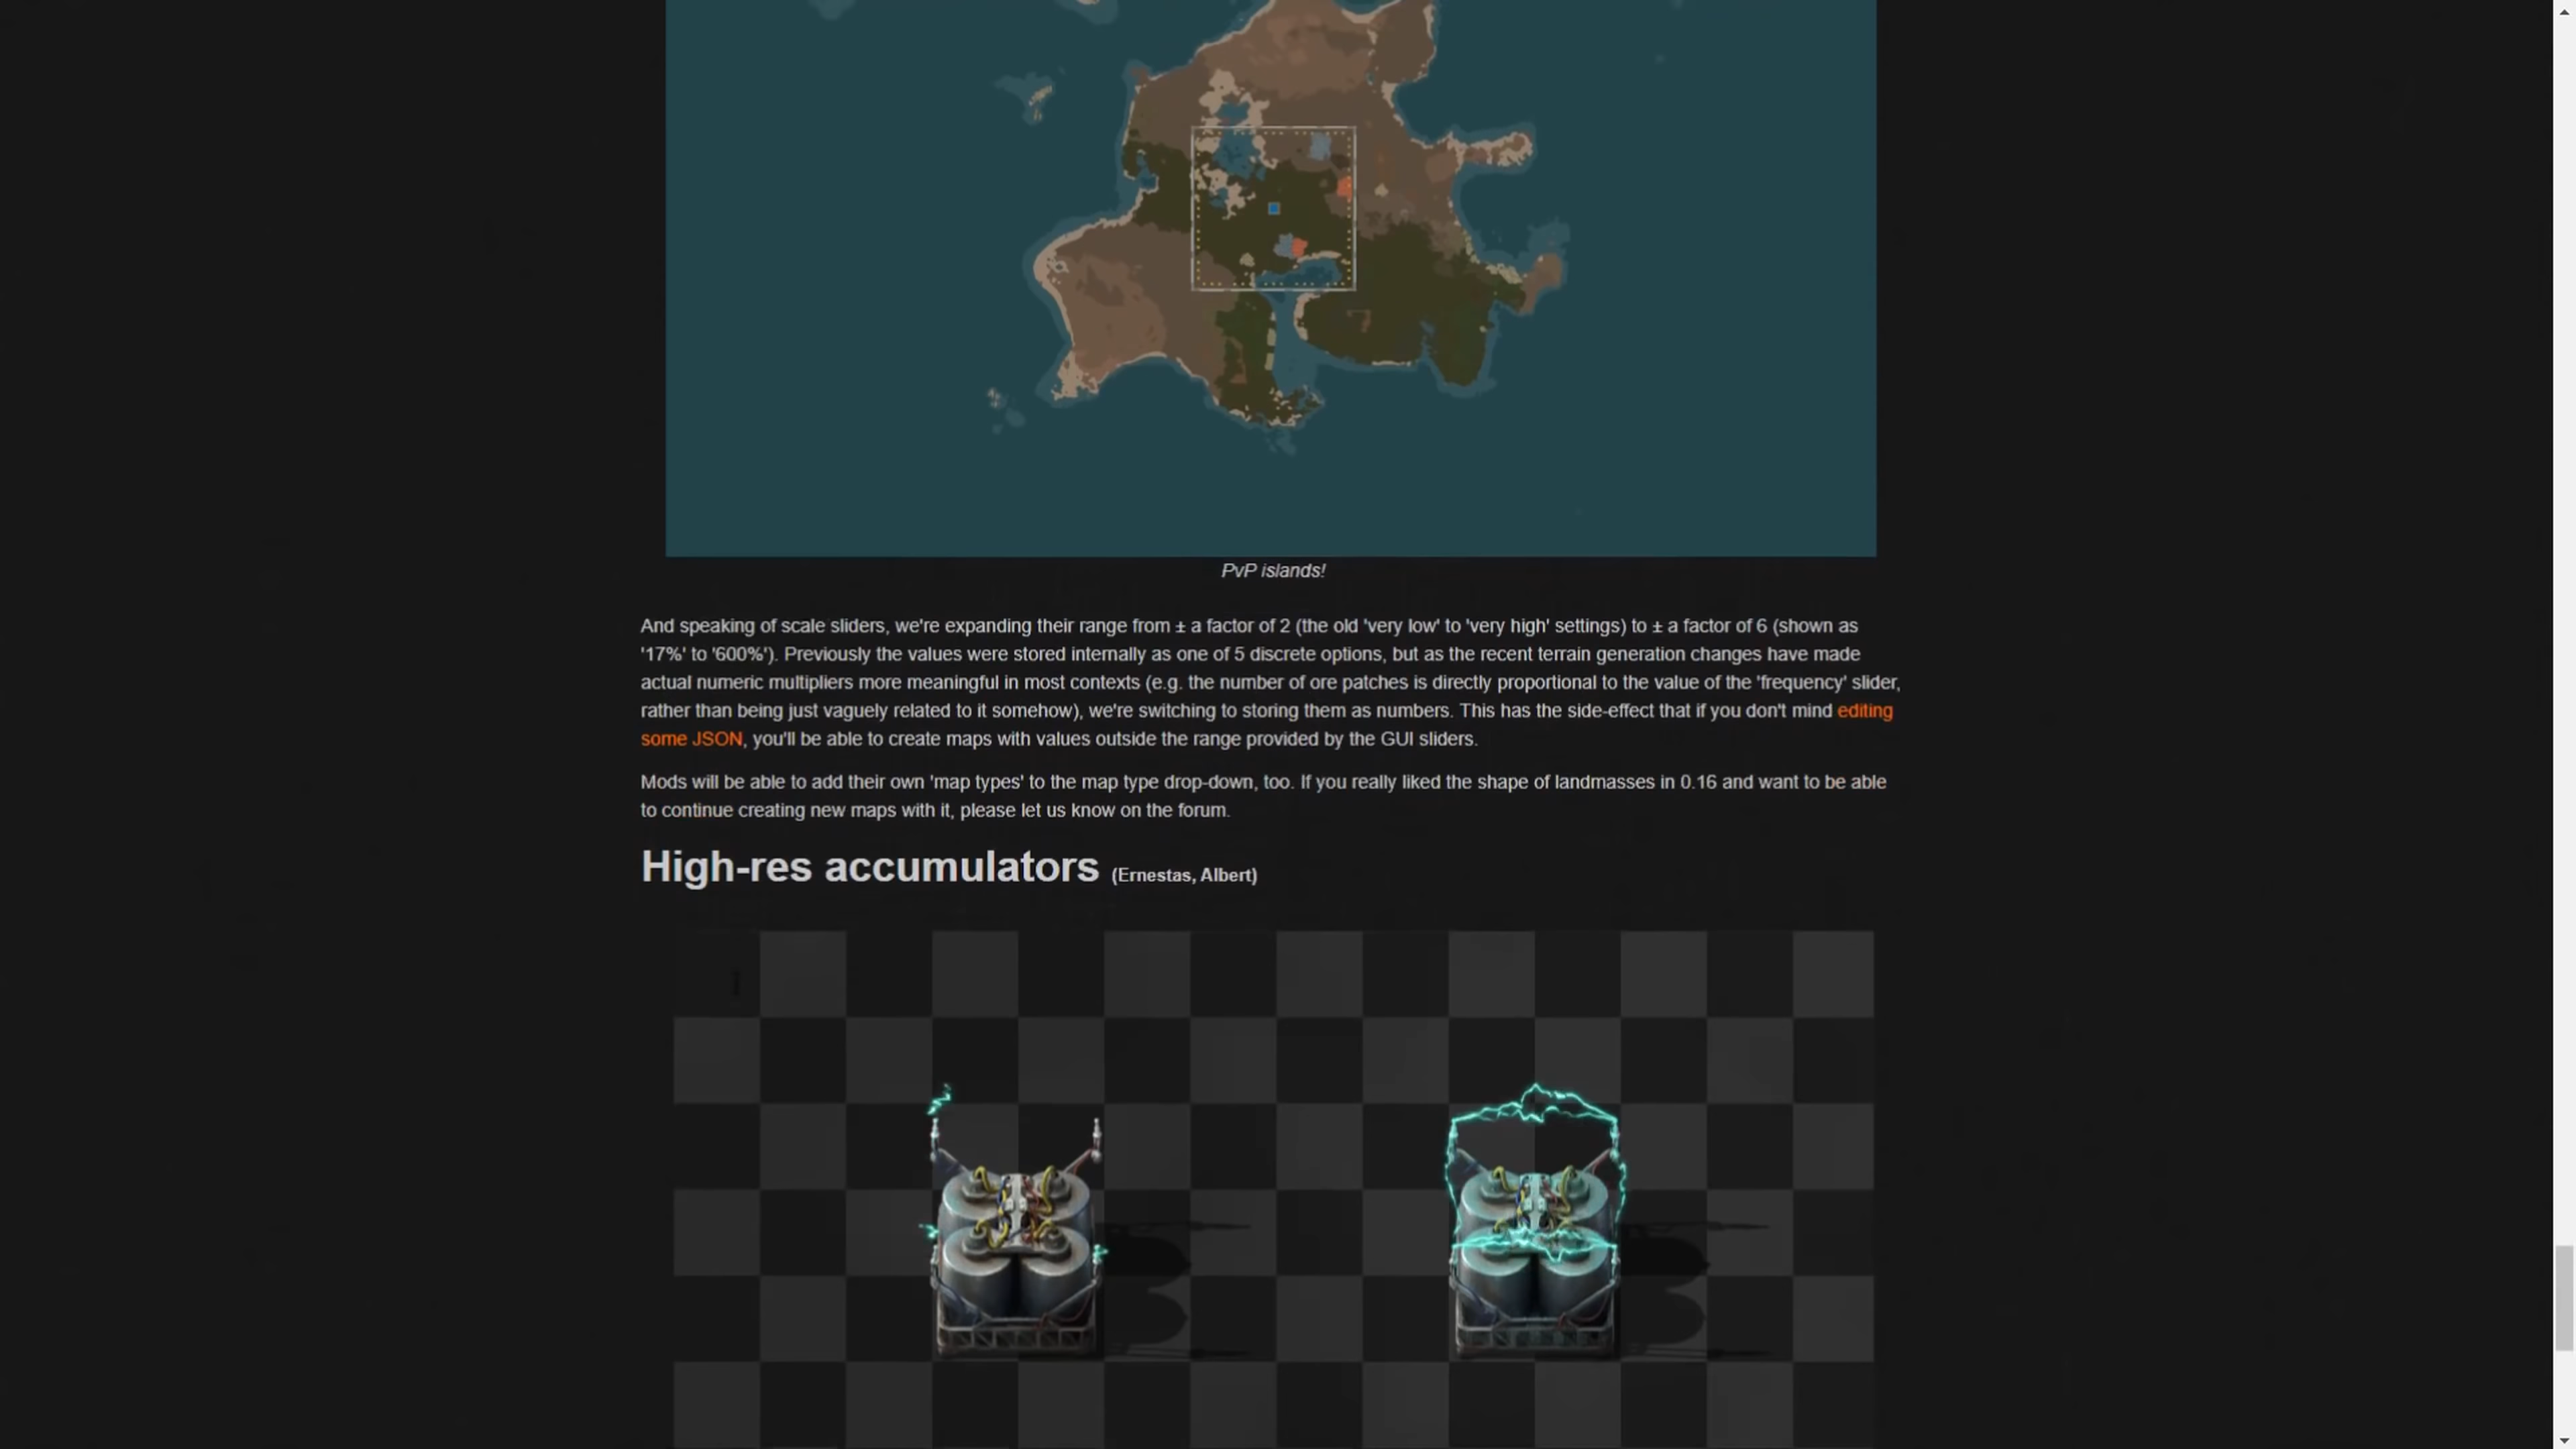 PvP islands!
And speaking of scale sliders, we're expanding their range from ± a factor of 2 (the old 'very low' to 'very high' settings) to ± a factor of 6 (shown as
'17%' to '600%'). Previously the values were stored internally as one of 5 discrete options, but as the recent terrain generation changes have made
actual numeric multipliers more meaningful in most contexts (e.g. the number of ore patches is directly proportional to the value of the 'frequency' slider,
rather than being just vaguely related to it somehow), we're switching to storing them as numbers. This has the side-effect that if you don't mind editing
some JSON, you'll be able to create maps with values outside the range provided by the GUI sliders.
Mods will be able to add their own 'map types' to the map type drop-down, too. If you really liked the shape of landmasses in 0.16 and want to be able
to continue creating new maps with it, please let us know on the forum.
High-res accumulators (Ernestas, Albert)